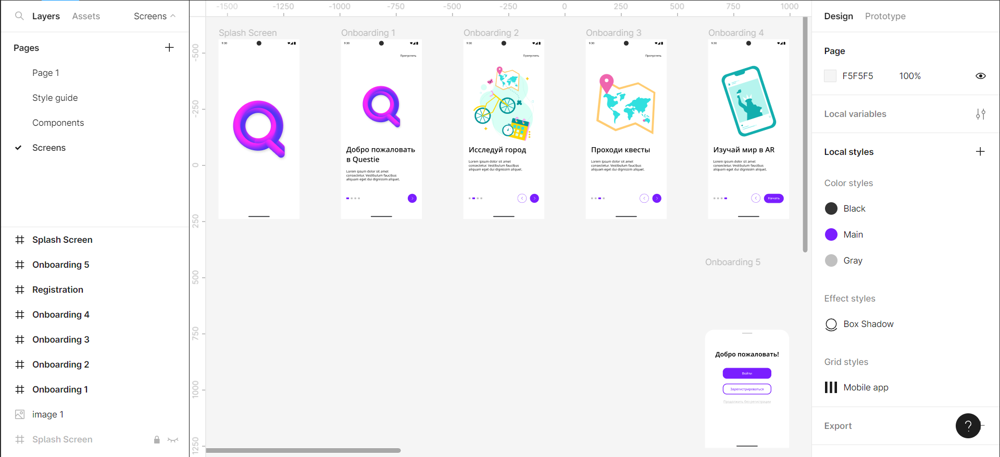 Layers
Assets
Screens
Pages
Page 1
Style guide
Components
Screens
Splash Screen
Onboarding 5
Registration
Onboarding 4
Onboarding 3
Onboarding 2
Onboarding 1
image 1
Splash Screen
-1500
-1250
-1000
-750
-500
-250
0
250
500
750
1000
-500
-250
0
250
500
750
1000
1250
Splash Screen
9:30
Onboarding 1
9:30
Пропустить
Добро пожаловать
в Questie
Lorem ipsum dolor sit amet
consectetur. Vestibulum faucibus
aliquam eget dui dignissim aliquet.
Onboarding 2
9:30
Пропустить
Исследуй город
Lorem ipsum dolor sit amet
consectetur. Vestibulum faucibus
aliquam eget dui dignissim aliquet.
Onboarding 3
9:30
Пропустить
Проходи квесты
Lorem ipsum dolor sit amet
consectetur. Vestibulum faucibus
aliquam eget dui dignissim aliquet.
Onboarding 4
9:30
Изучай мир в AR
Lorem ipsum dolor sit amet
consectetur. Vestibulum faucibus
aliquam eget dui dignissim aliquet.
Начать
Onboarding 5
Добро пожаловать!
Войти
Зарегистрироваться
Продолжить без регистрации
Design
Prototype
Page
F5F5F5
100%
Local variables
Local styles
Color styles
Black
Main
Gray
Effect styles
Box Shadow
Grid styles
Mobile app
Export
?